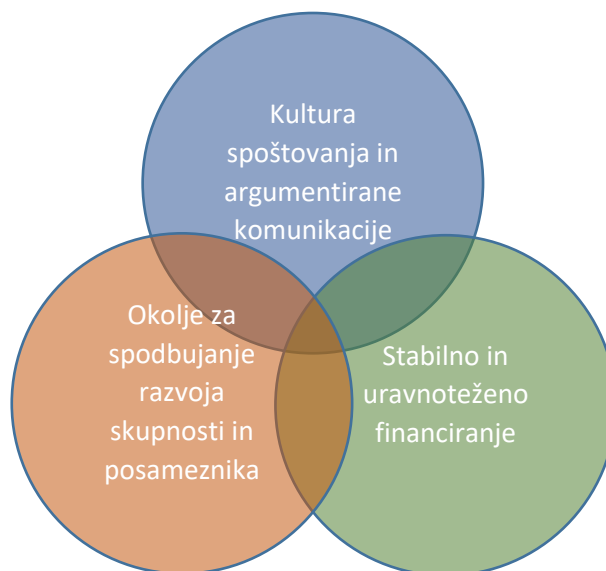 Kultura
spoštovanja in
argumentirane
komunikacije
Okolje za
spodbujanje
razvoja
skupnosti in
posameznika
Stabilno in
uravnoteženo
financiranje